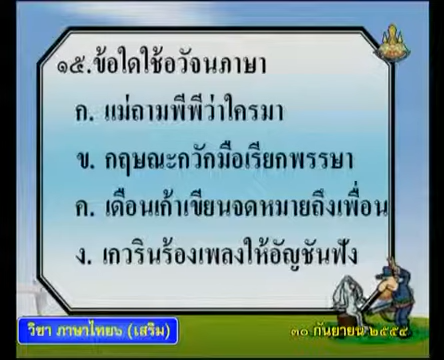 ๑๕.ข้อใดใช้อวัจนภาษา
ก. แม่ถามพีพีว่าใครมา
ข. กฤษณะกวักมือเรียกพรรษา
ค. เดือนเก้าเขียนจดหมายถึงเพื่อน
ง. เกวรินร้องเพลงให้อัญชันฟัง
วิชา ภาษาไทย๖ (เสริม)
๓๐ กันยายน ๒๕๕๔